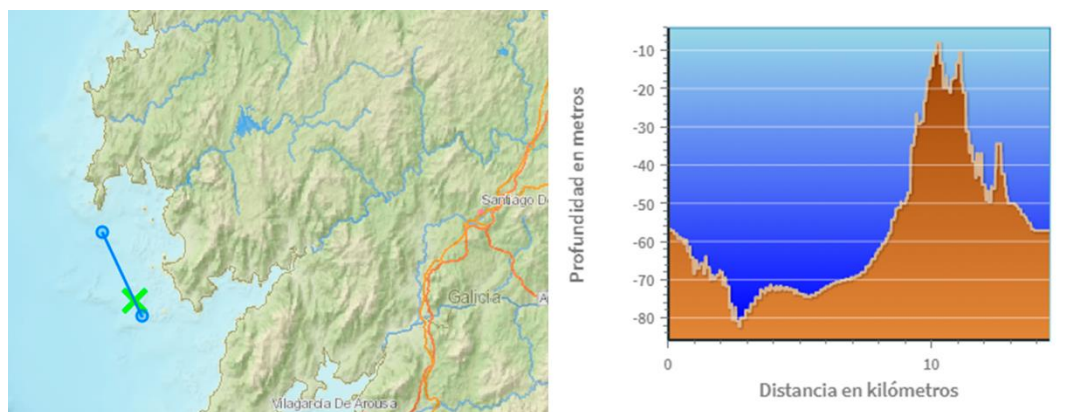 Santiago De
Galicia
(A
Vilagarcía De Arousa
Profundidad en metros
-10
-20
-30
-40
-50
-60
-70
-80
0
10
Distancia en kilómetros